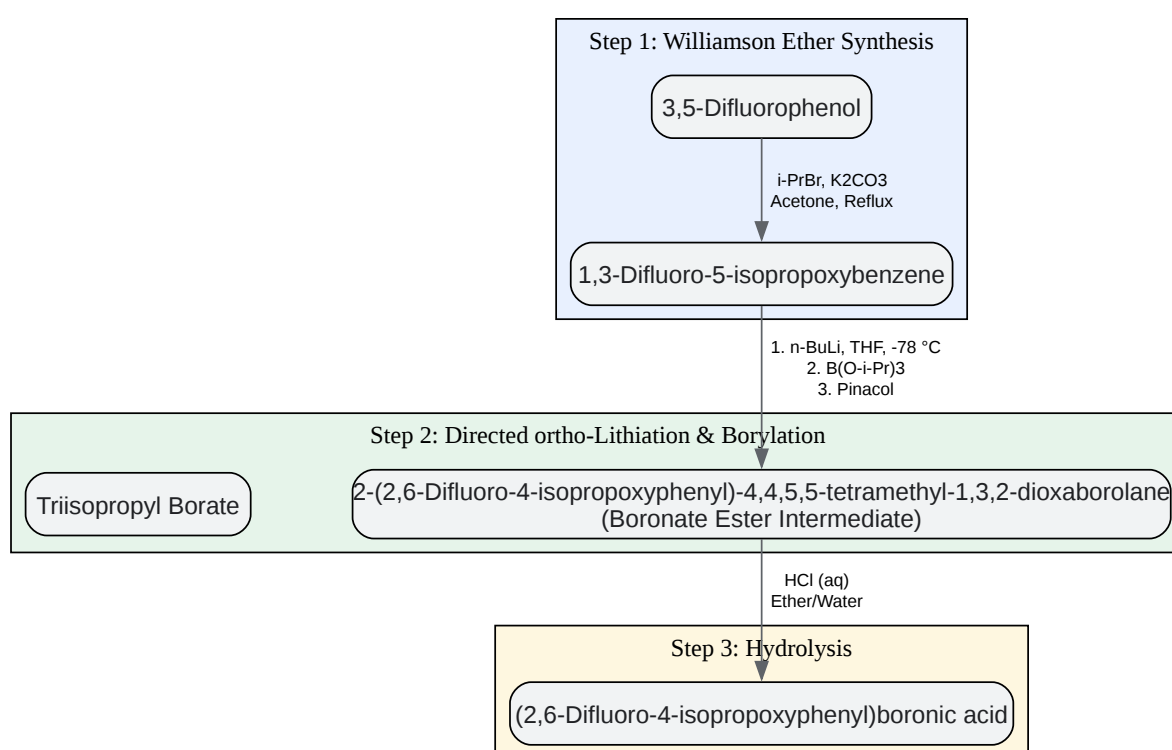 Step 1: Williamson Ether Synthesis
3,5-Difluorophenol
i-PrBr, K2CO3
Acetone, Reflux
1,3-Difluoro-5-isopropoxybenzene
1. n-BuLi, THF, -78 °C
2. B(O-i-Pr)3
3. Pinacol
Step 2: Directed ortho-Lithiation & Borylation
Triisopropyl Borate
2-(2,6-Difluoro-4-isopropoxyphenyl)-4,4,5,5-tetramethyl-1,3,2-dioxaborolane
(Boronate Ester Intermediate)
HCl (aq)
Ether/Water
Step 3: Hydrolysis
(2,6-Difluoro-4-isopropoxyphenyl)boronic acid